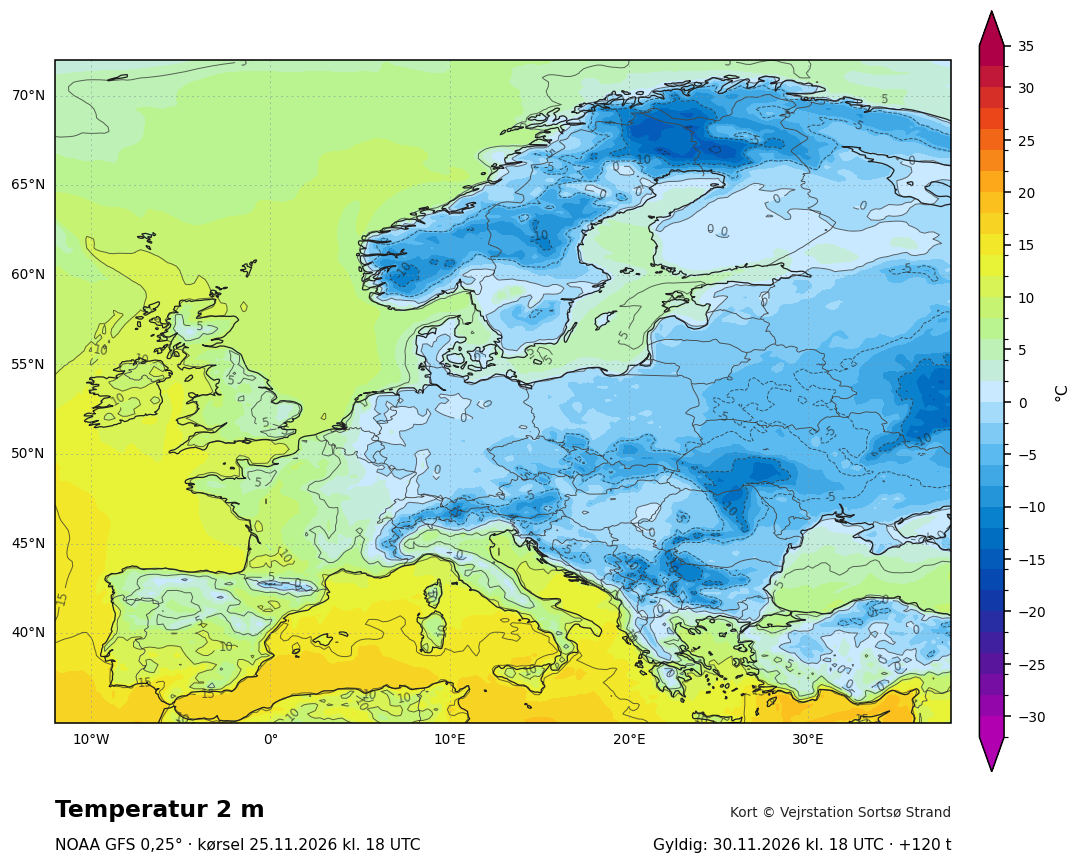 70°N
65°N
60°N
55°N
50°N
45°N
40°N
10°W
0°
10°E
20°E
30°E
35
30
25
20
15
10
5
0
−5
−10
−15
−20
−25
−30
°C
Temperatur 2 m
Kort © Vejrstation Sortsø Strand
NOAA GFS 0,25° · kørsel 25.11.2026 kl. 18 UTC
Gyldig: 30.11.2026 kl. 18 UTC · +120 t